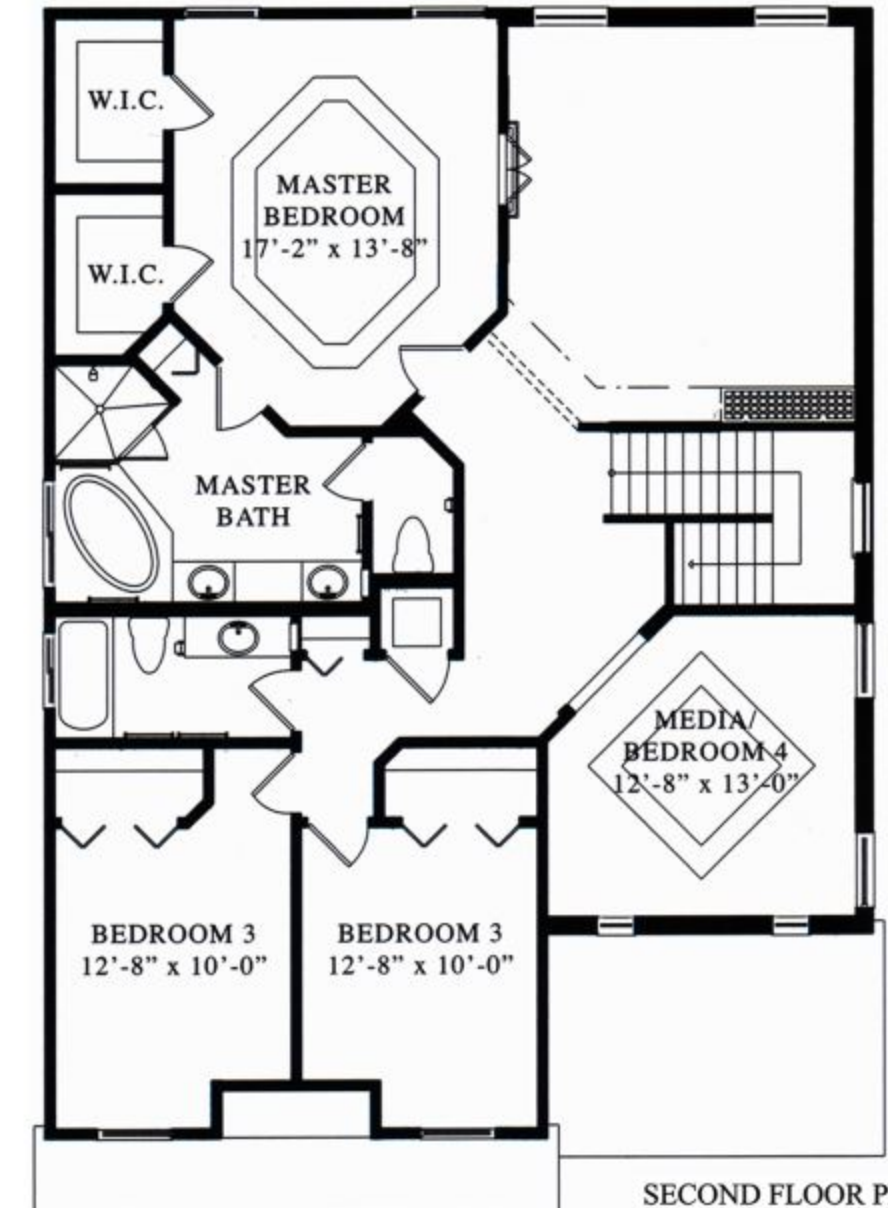 W.I.C.
MASTER
BEDROOM
17'-2” x 13'-8”
W.I.C.
MASTER
BATH
MEDIA/
BEDROOM 4
12'-8” x 13'-0”
BEDROOM 3
12'-8” x 10'-0”
BEDROOM 3
12'-8” x 10'-0”
SECOND FLOOR P